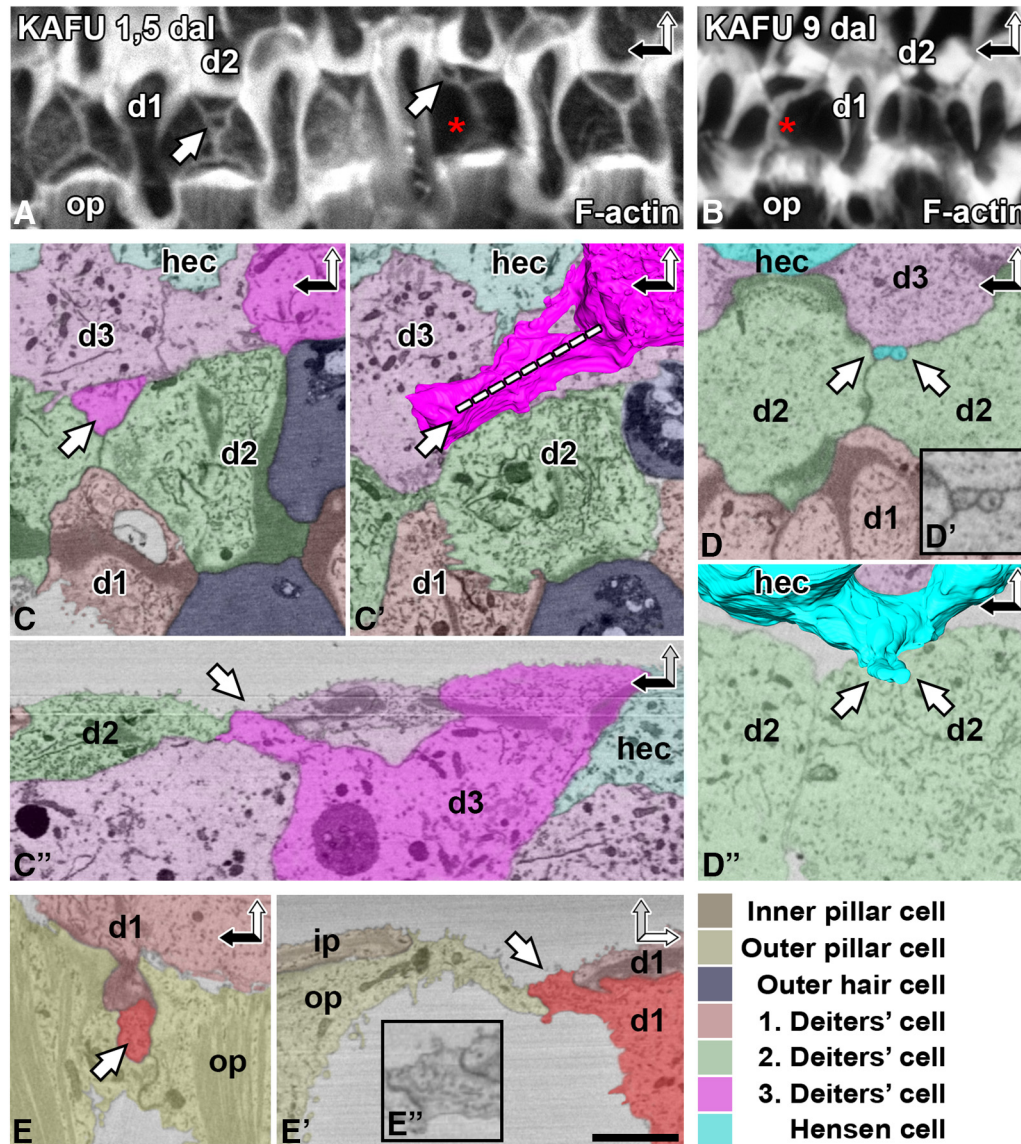 KAFU 1,5 dal
d2
d1
op
A
F-actin
KAFU 9 dal
d2
d1
op
B
F-actin
hec
d3
d2
d1
C
hec
d3
d2
d1
C’
hec
d3
d2
d2
d1
D’
D
d2
hec
d3
C’’
hec
d2
d2
D’’
d1
op
E
ip
op
d1
d1
E’’
E’
Inner pillar cell
Outer pillar cell
Outer hair cell
1. Deiters’ cell
2. Deiters’ cell
3. Deiters’ cell
Hensen cell